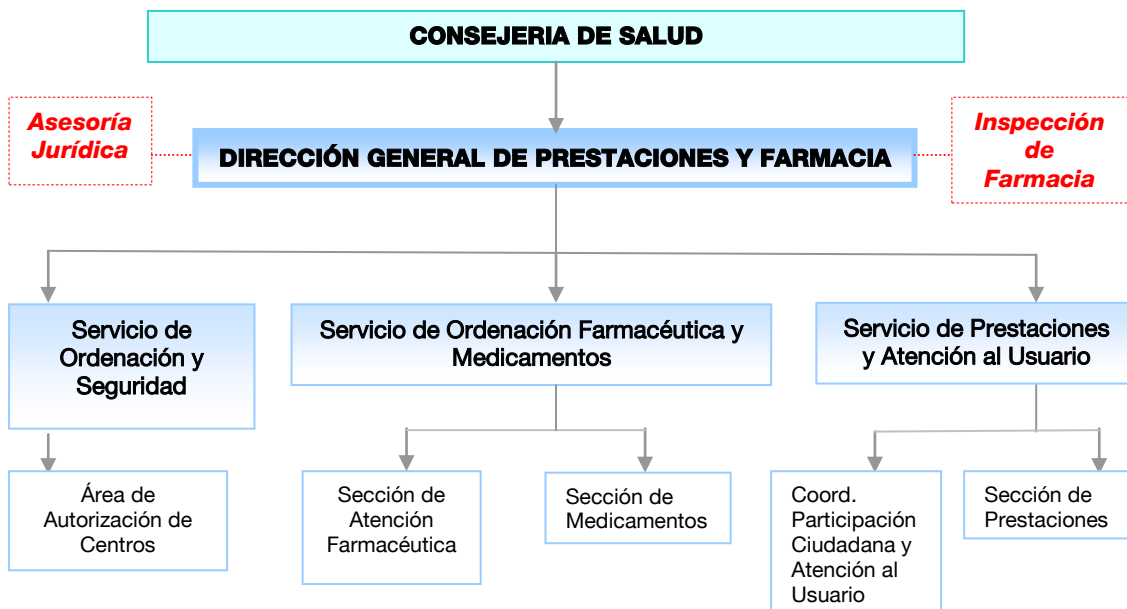 CONSEJERIA DE SALUD
Asesoría
Jurídica
DIRECCIÓN GENERAL DE PRESTACIONES Y FARMACIA
Inspección
de
Farmacia
Servicio de
Ordenación y
Seguridad
Servicio de Ordenación Farmacéutica y
Medicamentos
Servicio de Prestaciones
y Atención al Usuario
Área de
Autorización de
Centros
Sección de
Atención
Farmacéutica
Sección de
Medicamentos
Coord.
Participación
Ciudadana y
Atención al
Usuario
Sección de
Prestaciones